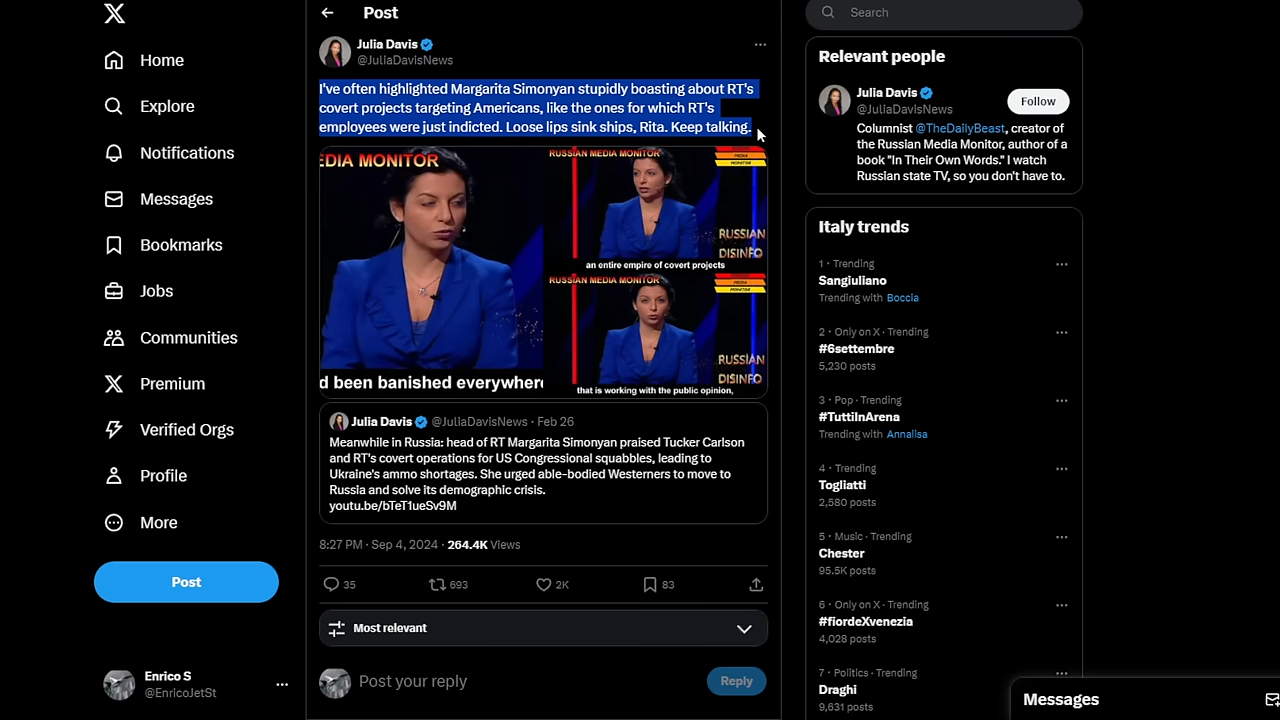 Home
Explore
Notifications
Messages
Bookmarks
Jobs
Communities
Premium
Verified Orgs
Profile
More
Post
Enrico S
@EnricoJetSt
Post
Julia Davis
@JuliaDavisNews
I've often highlighted Margarita Simonyan stupidly boasting about RT's
covert projects targeting Americans, like the ones for which RT's
employees were just indicted. Loose lips sink ships, Rita. Keep talking.
EDIA MONITOR
d been banished everywhere
RUSSIAN MEDIA MONITOR
RUSSIAN
DISINFO
an entire empire of covert projects
RUSSIAN MEDIA MONITOR
RUSSIAN
DISINFO
that is working with the public opinion,
Julia Davis @JuliaDavisNews · Feb 26
Meanwhile in Russia: head of RT Margarita Simonyan praised Tucker Carlson
and RT's covert operations for US Congressional squabbles, leading to
Ukraine's ammo shortages. She urged able-bodied Westerners to move to
Russia and solve its demographic crisis.
youtu.be/bTeT1ueSv9M
8:27 PM · Sep 4, 2024 · 264.4K Views
35 693 2K 83
Most relevant
Post your reply
Reply
Search
Relevant people
Julia Davis
@JuliaDavisNews
Follow
Columnist @TheDailyBeast, creator of
the Russian Media Monitor, author of a
book "In Their Own Words." I watch
Russian state TV, so you don't have to.
Italy trends
1 · Trending
Sangiuliano
Trending with Boccia
2 · Only on X · Trending
#6settembre
5,230 posts
3 · Pop · Trending
#TuttiInArena
Trending with Annalisa
4 · Trending
Togliatti
2,580 posts
5 · Music · Trending
Chester
95.5K posts
6 · Only on X · Trending
#fiordeXvenezia
4,028 posts
7 · Politics · Trending
Draghi
9,631 posts
Messages